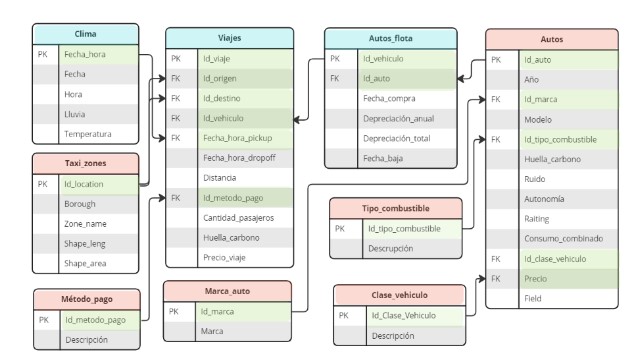 Clima
PK Fecha_hora
Fecha
Hora
Lluvia
Temperatura
Taxi_zones
PK Id_location
Borough
Zone_name
Shape_leng
Shape_area
Método_pago
PK Id_metodo_pago
Descripción
Viajes
PK Id_viaje
FK Id_origen
FK Id_destino
FK Id_vehiculo
FK Fecha_hora_pickup
Fecha_hora_dropoff
Distancia
FK Id_metodo_pago
Cantidad_pasajeros
Huella_carbono
Precio_viaje
Marca_auto
PK Id_marca
Marca
Autos_flota
PK Id_vehiculo
FK Id_auto
Fecha_compra
Depreciación_anual
Depreciación_total
Fecha_baja
Tipo_combustible
PK Id_tipo_combustible
Descrupción
Clase_vehiculo
PK Id_Clase_Vehiculo
Descripción
Autos
PK Id_auto
Año
FK Id_marca
Modelo
FK Id_tipo_combustible
Huella_carbono
Ruido
Autonomía
Raiting
Consumo_combinado
FK Id_clase_vehiculo
FK Precio
Field